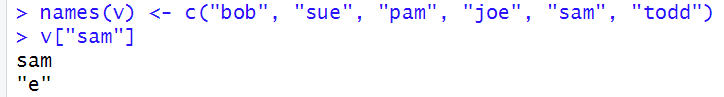 > names(v) <- c("bob", "sue", "pam", "joe", "sam", "todd")
> v["sam"]
sam
"e"